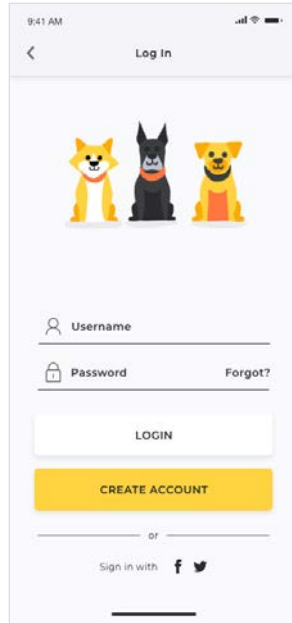 9:41 AM
Log In
Username
Password Forgot?
LOGIN
CREATE ACCOUNT
or
Sign in with